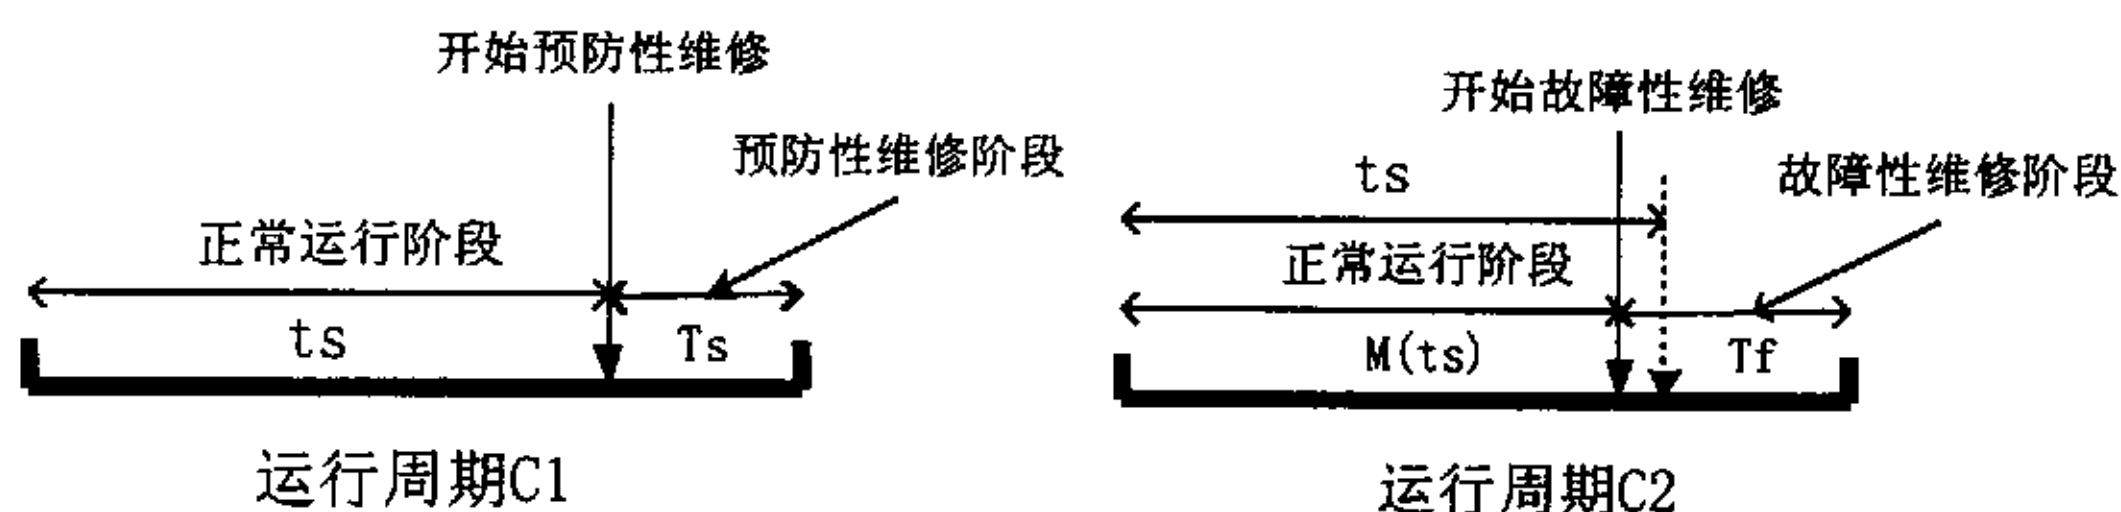 开始预防性维修
预防性维修阶段
正常运行阶段
ts
Ts
运行周期C1
开始故障性维修
ts
故障性维修阶段
正常运行阶段
M(ts)
Tf
运行周期C2